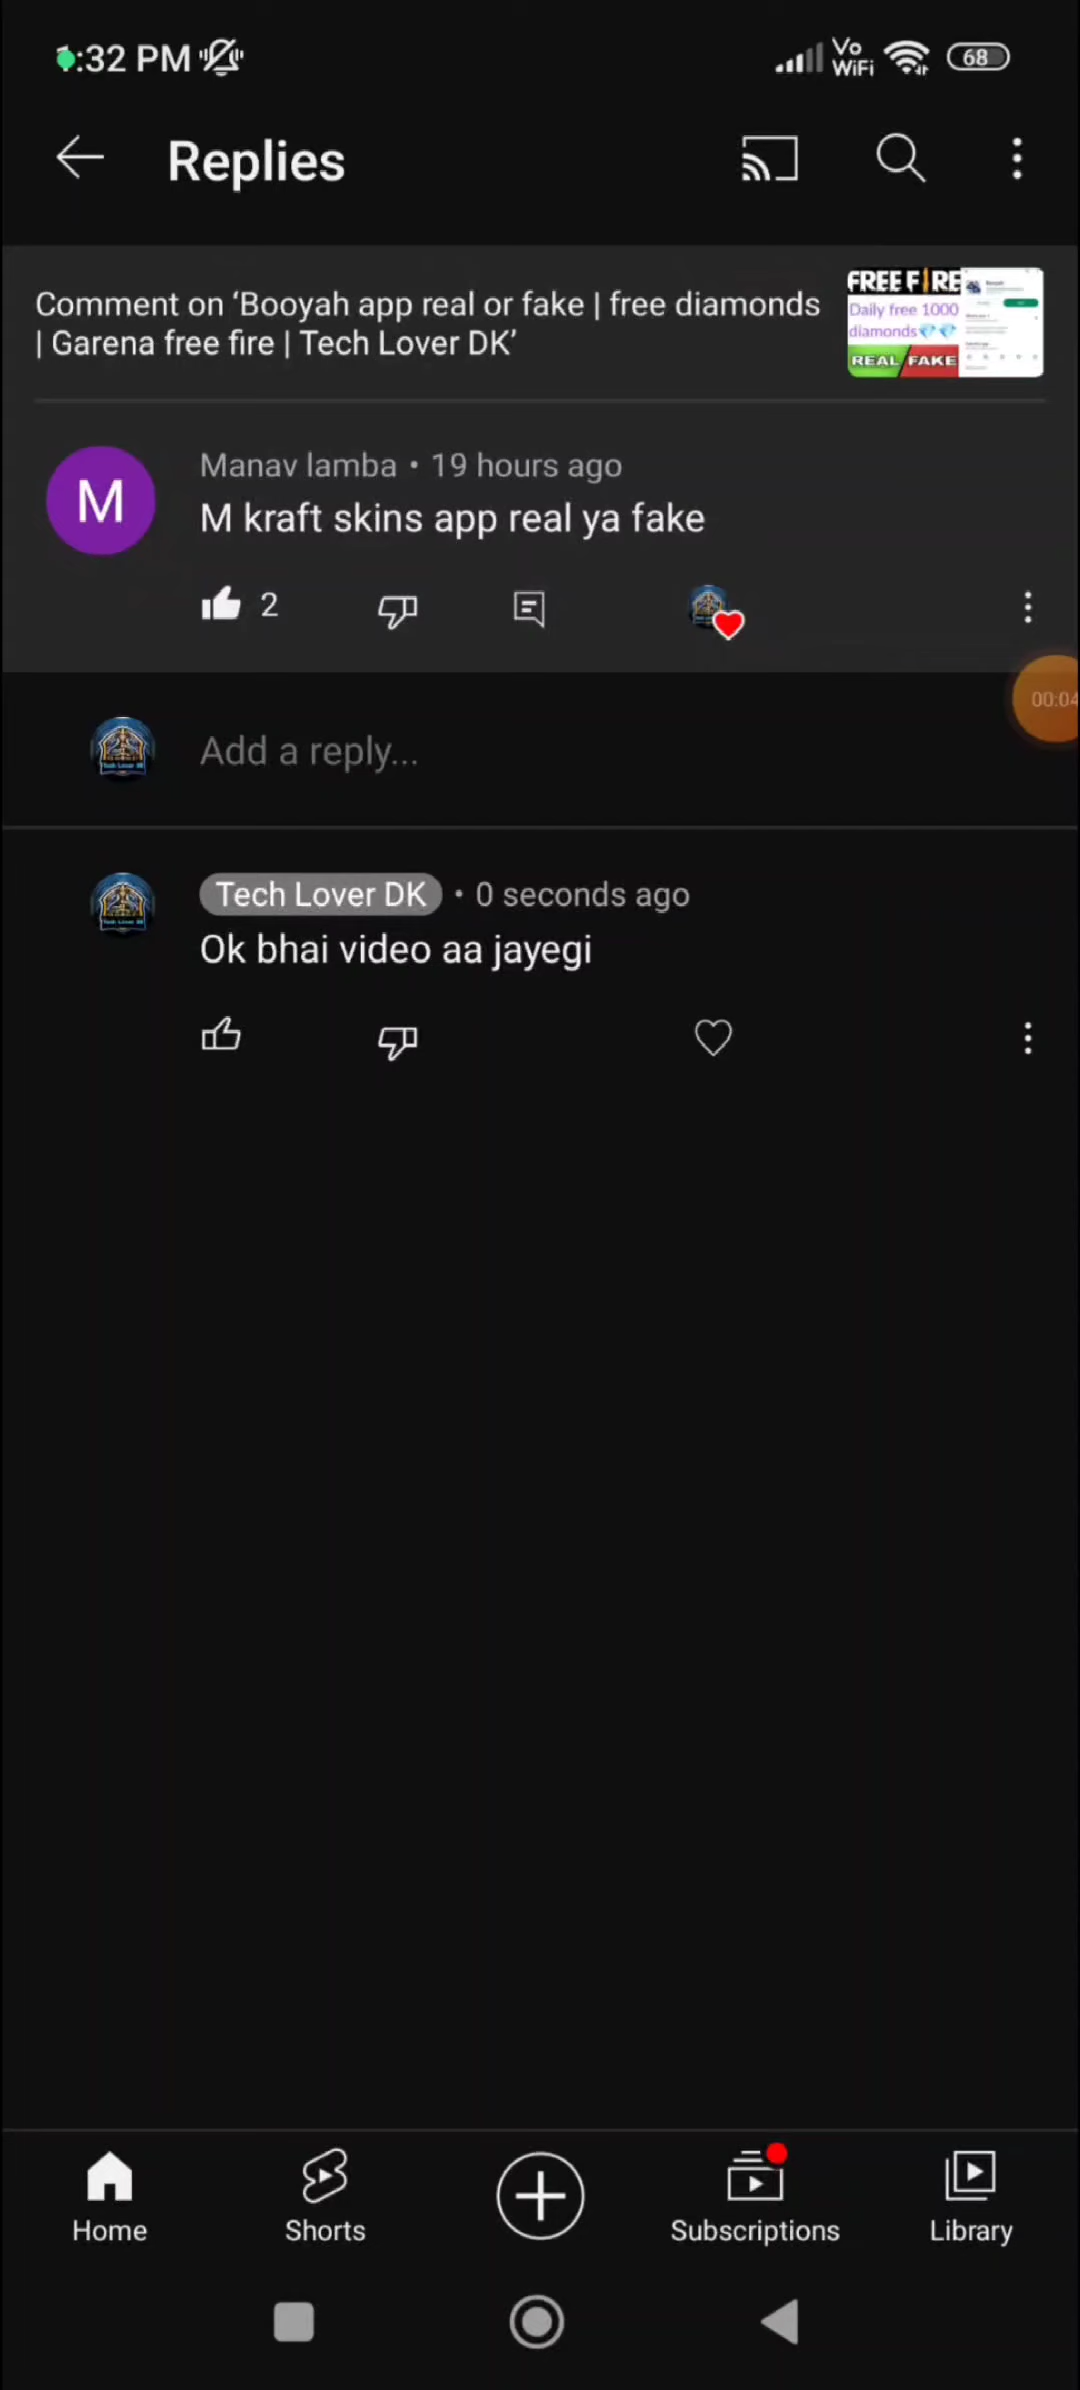 :32 PM
Vo
WiFi
68
Replies
Comment on ‘Booyah app real or fake | free diamonds
| Garena free fire | Tech Lover DK’
FREE FIRE
Daily free 1000
diamonds💎💎
REAL FAKE
Manav lamba • 19 hours ago
M
M kraft skins app real ya fake
2
00:04
Add a reply...
Tech Lover DK • 0 seconds ago
Ok bhai video aa jayegi
Home
Shorts
Subscriptions
Library